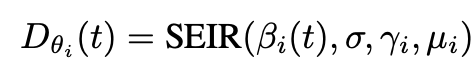 D_{θ_i}(t) = SEIR(β_i(t), σ, γ_i, μ_i)